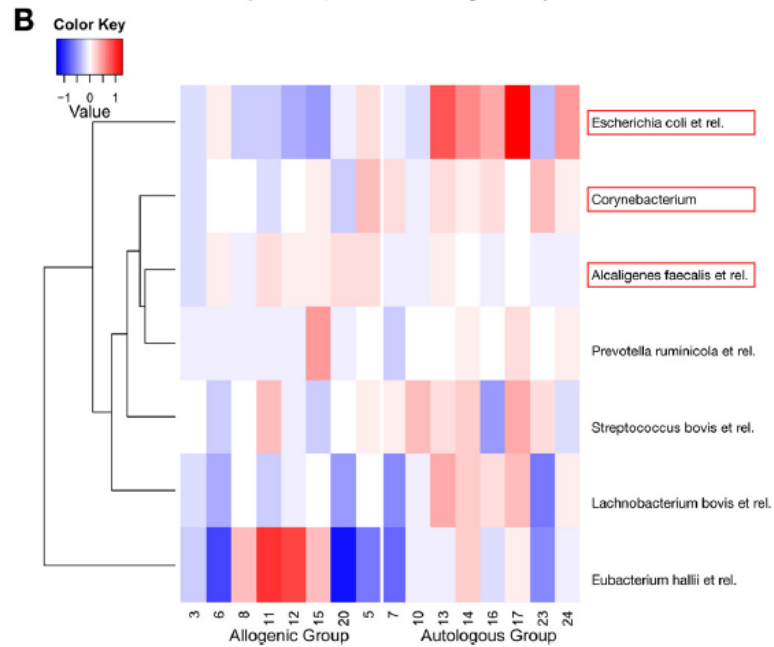 B
Color Key
−1 0 1
Value
Escherichia coli et rel.
Corynebacterium
Alcaligenes faecalis et rel.
Prevotella ruminicola et rel.
Streptococcus bovis et rel.
Lachnobacterium bovis et rel.
Eubacterium hallii et rel.
3 6 8 11 12 15 20 5 7 10 13 14 16 17 23 24
Allogenic Group Autologous Group